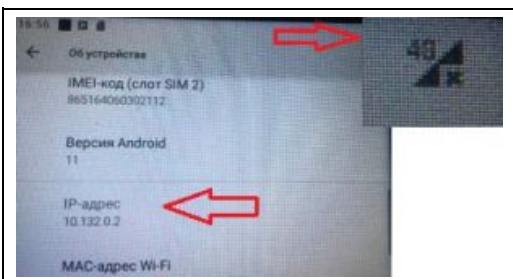 16:56
4G
Об устройстве
IMEI-код (слот SIM 2)
865164060302112
Версия Android
11
IP-адрес
10.132.0.2
MAC-адрес Wi-Fi